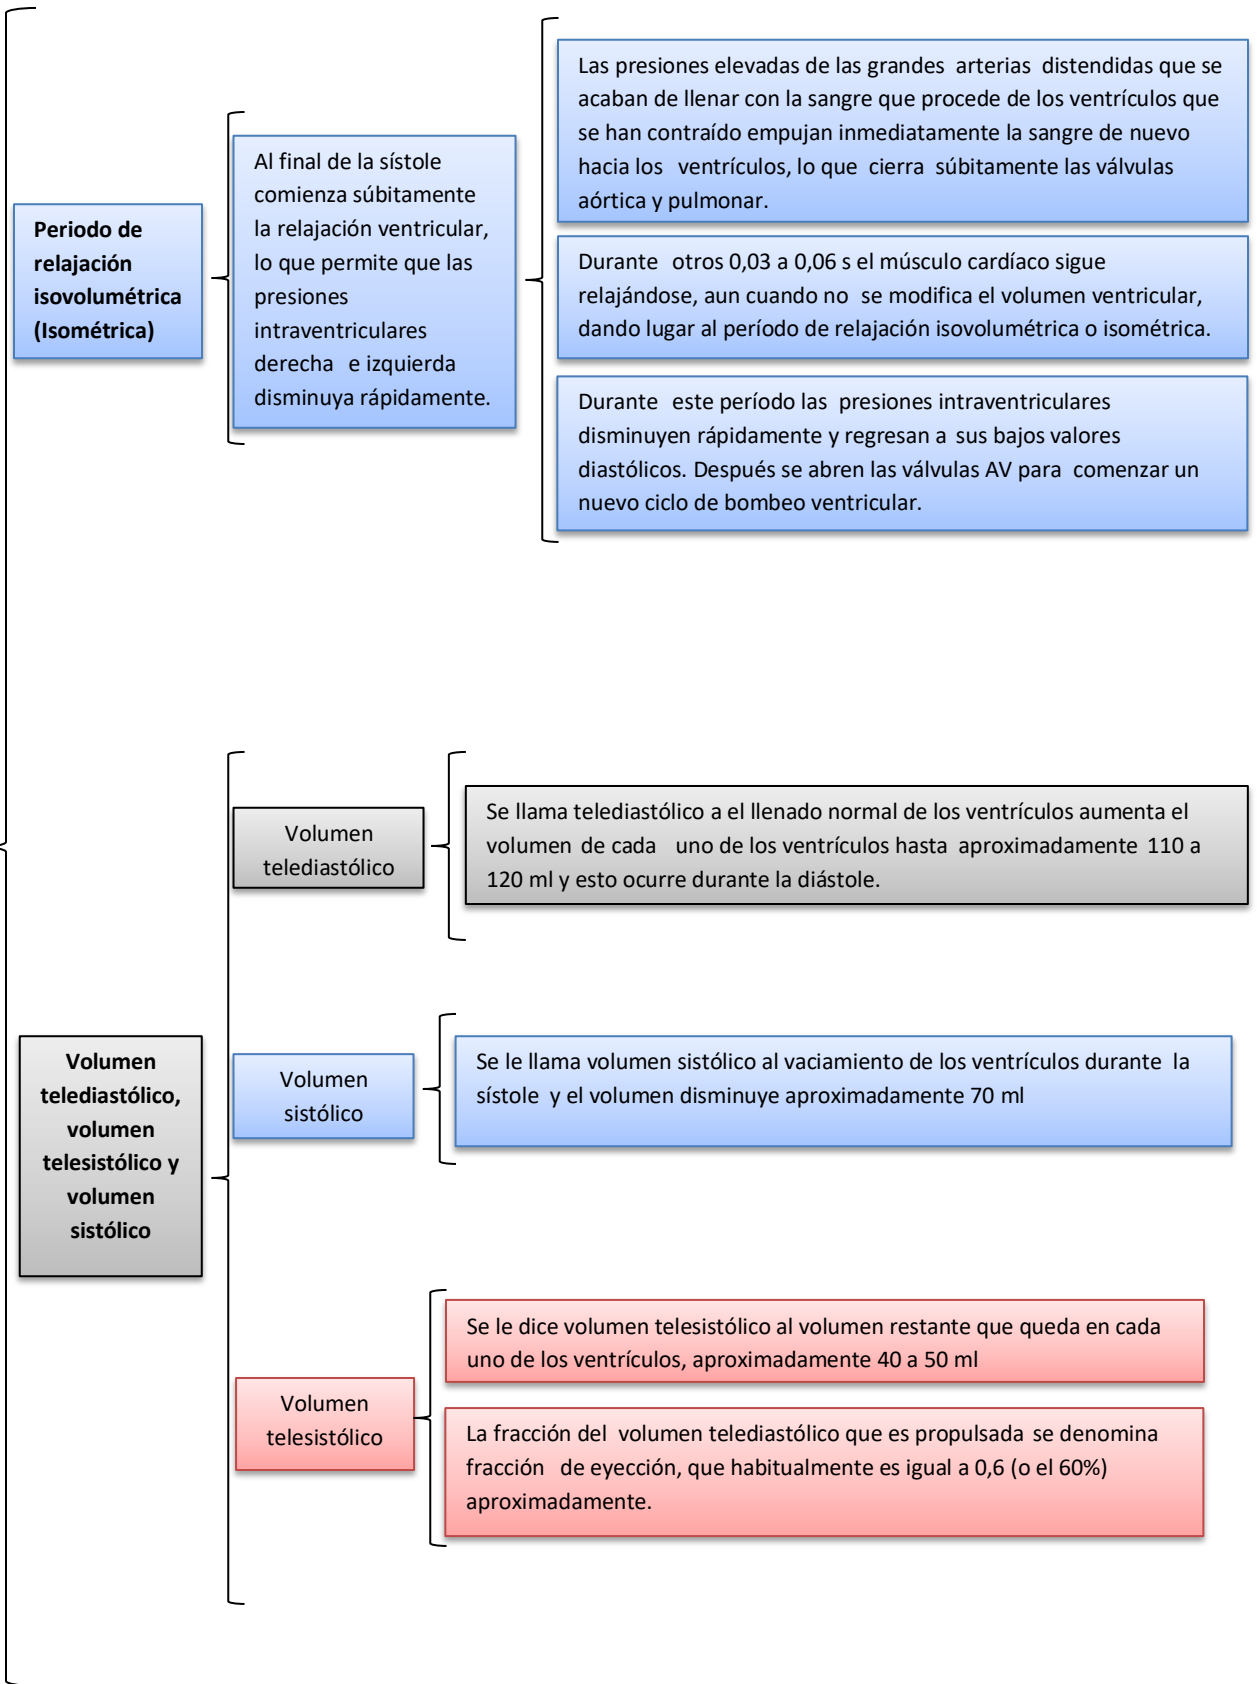 Periodo de
relajación
isovolumétrica
(Isométrica)
Al final de la sístole
comienza súbitamente
la relajación ventricular,
lo que permite que las
presiones
intraventriculares
derecha e izquierda
disminuya rápidamente.
Las presiones elevadas de las grandes arterias distendidas que se
acaban de llenar con la sangre que procede de los ventrículos que
se han contraído empujan inmediatamente la sangre de nuevo
hacia los ventrículos, lo que cierra súbitamente las válvulas
aórtica y pulmonar.
Durante otros 0,03 a 0,06 s el músculo cardíaco sigue
relajándose, aun cuando no se modifica el volumen ventricular,
dando lugar al período de relajación isovolumétrica o isométrica.
Durante este período las presiones intraventriculares
disminuyen rápidamente y regresan a sus bajos valores
diastólicos. Después se abren las válvulas AV para comenzar un
nuevo ciclo de bombeo ventricular.
Volumen
telediastólico,
volumen
telesistólico y
volumen
sistólico
Volumen
telediastólico
Se llama telediastólico a el llenado normal de los ventrículos aumenta el
volumen de cada uno de los ventrículos hasta aproximadamente 110 a
120 ml y esto ocurre durante la diástole.
Volumen
sistólico
Se le llama volumen sistólico al vaciamiento de los ventrículos durante la
sístole y el volumen disminuye aproximadamente 70 ml
Volumen
telesistólico
Se le dice volumen telesistólico al volumen restante que queda en cada
uno de los ventrículos, aproximadamente 40 a 50 ml
La fracción del volumen telediastólico que es propulsada se denomina
fracción de eyección, que habitualmente es igual a 0,6 (o el 60%)
aproximadamente.